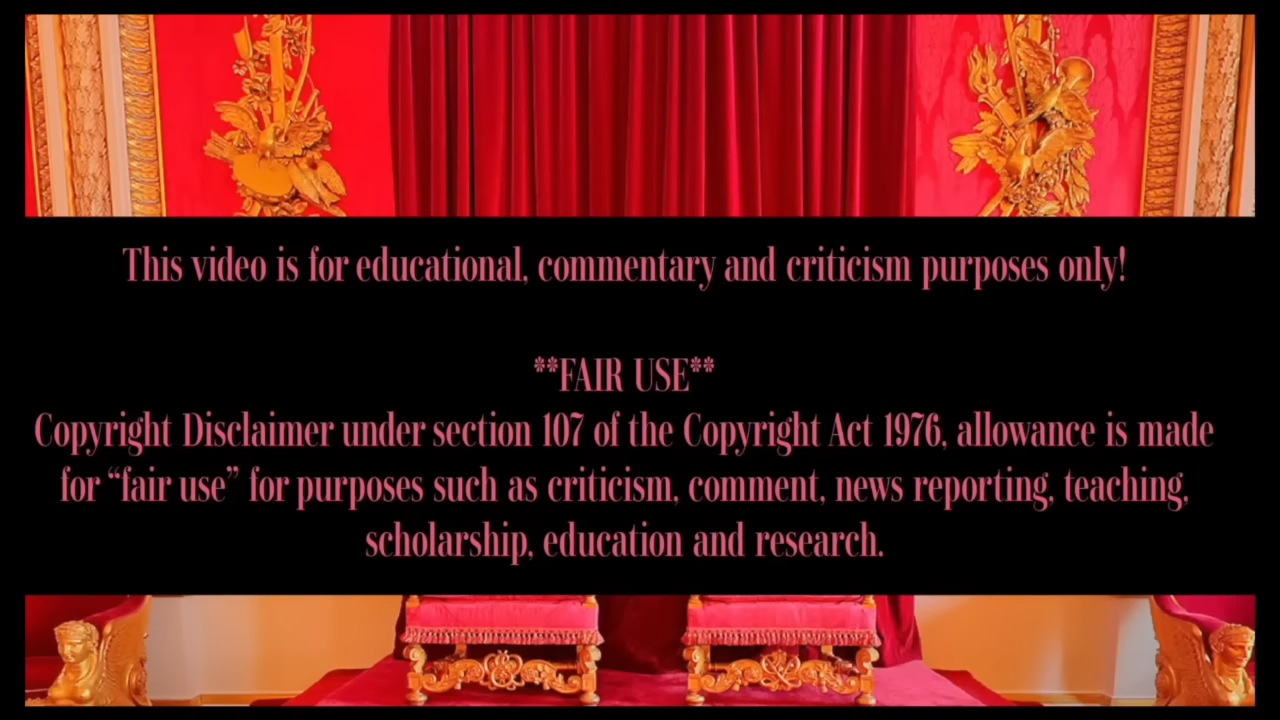 This video is for educational, commentary and criticism purposes only!
**FAIR USE**
Copyright Disclaimer under section 107 of the Copyright Act 1976, allowance is made
for “fair use” for purposes such as criticism, comment, news reporting, teaching,
scholarship, education and research.